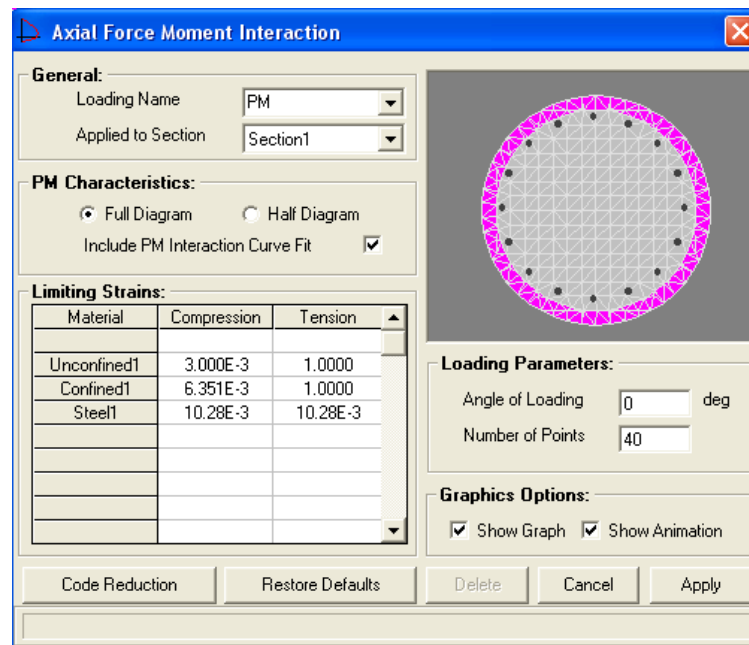 Axial Force Moment Interaction
General:
Loading Name PM
Applied to Section Section1
PM Characteristics:
Full Diagram Half Diagram
Include PM Interaction Curve Fit
Limiting Strains:
Material Compression Tension
Unconfined1 3.000E-3 1.0000
Confined1 6.351E-3 1.0000
Steel1 10.28E-3 10.28E-3
Loading Parameters:
Angle of Loading 0 deg
Number of Points 40
Graphics Options:
Show Graph Show Animation
Code Reduction Restore Defaults Delete Cancel Apply